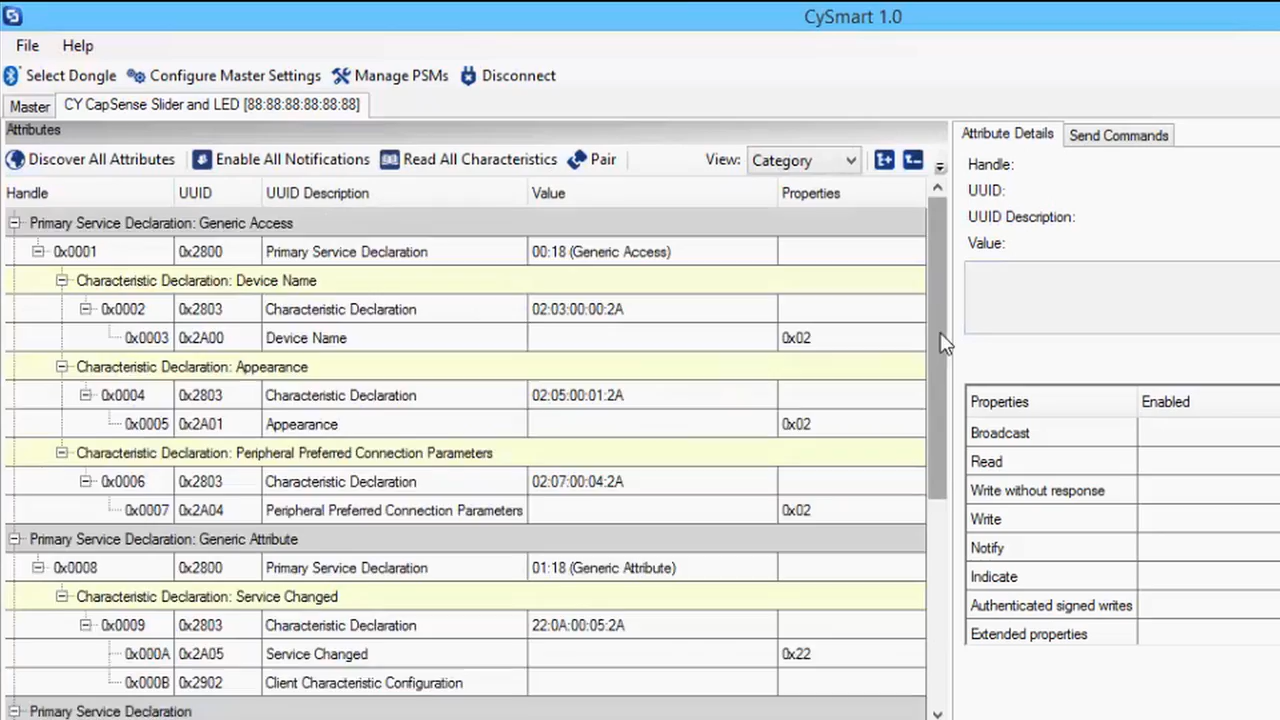 CySmart 1.0
File Help
Select Dongle Configure Master Settings Manage PSMs Disconnect
Master CY CapSense Slider and LED [88:88:88:88:88:88]
Attributes
Discover All Attributes Enable All Notifications Read All Characteristics Pair View: Category
Handle UUID UUID Description Value Properties
Primary Service Declaration: Generic Access
0x0001 0x2800 Primary Service Declaration 00:18 (Generic Access)
Characteristic Declaration: Device Name
0x0002 0x2803 Characteristic Declaration 02:03:00:00:2A
0x0003 0x2A00 Device Name 0x02
Characteristic Declaration: Appearance
0x0004 0x2803 Characteristic Declaration 02:05:00:01:2A
0x0005 0x2A01 Appearance 0x02
Characteristic Declaration: Peripheral Preferred Connection Parameters
0x0006 0x2803 Characteristic Declaration 02:07:00:04:2A
0x0007 0x2A04 Peripheral Preferred Connection Parameters 0x02
Primary Service Declaration: Generic Attribute
0x0008 0x2800 Primary Service Declaration 01:18 (Generic Attribute)
Characteristic Declaration: Service Changed
0x0009 0x2803 Characteristic Declaration 22:0A:00:05:2A
0x000A 0x2A05 Service Changed 0x22
0x000B 0x2902 Client Characteristic Configuration
Primary Service Declaration
Attribute Details Send Commands
Handle:
UUID:
UUID Description:
Value:
Properties Enabled
Broadcast
Read
Write without response
Write
Notify
Indicate
Authenticated signed writes
Extended properties